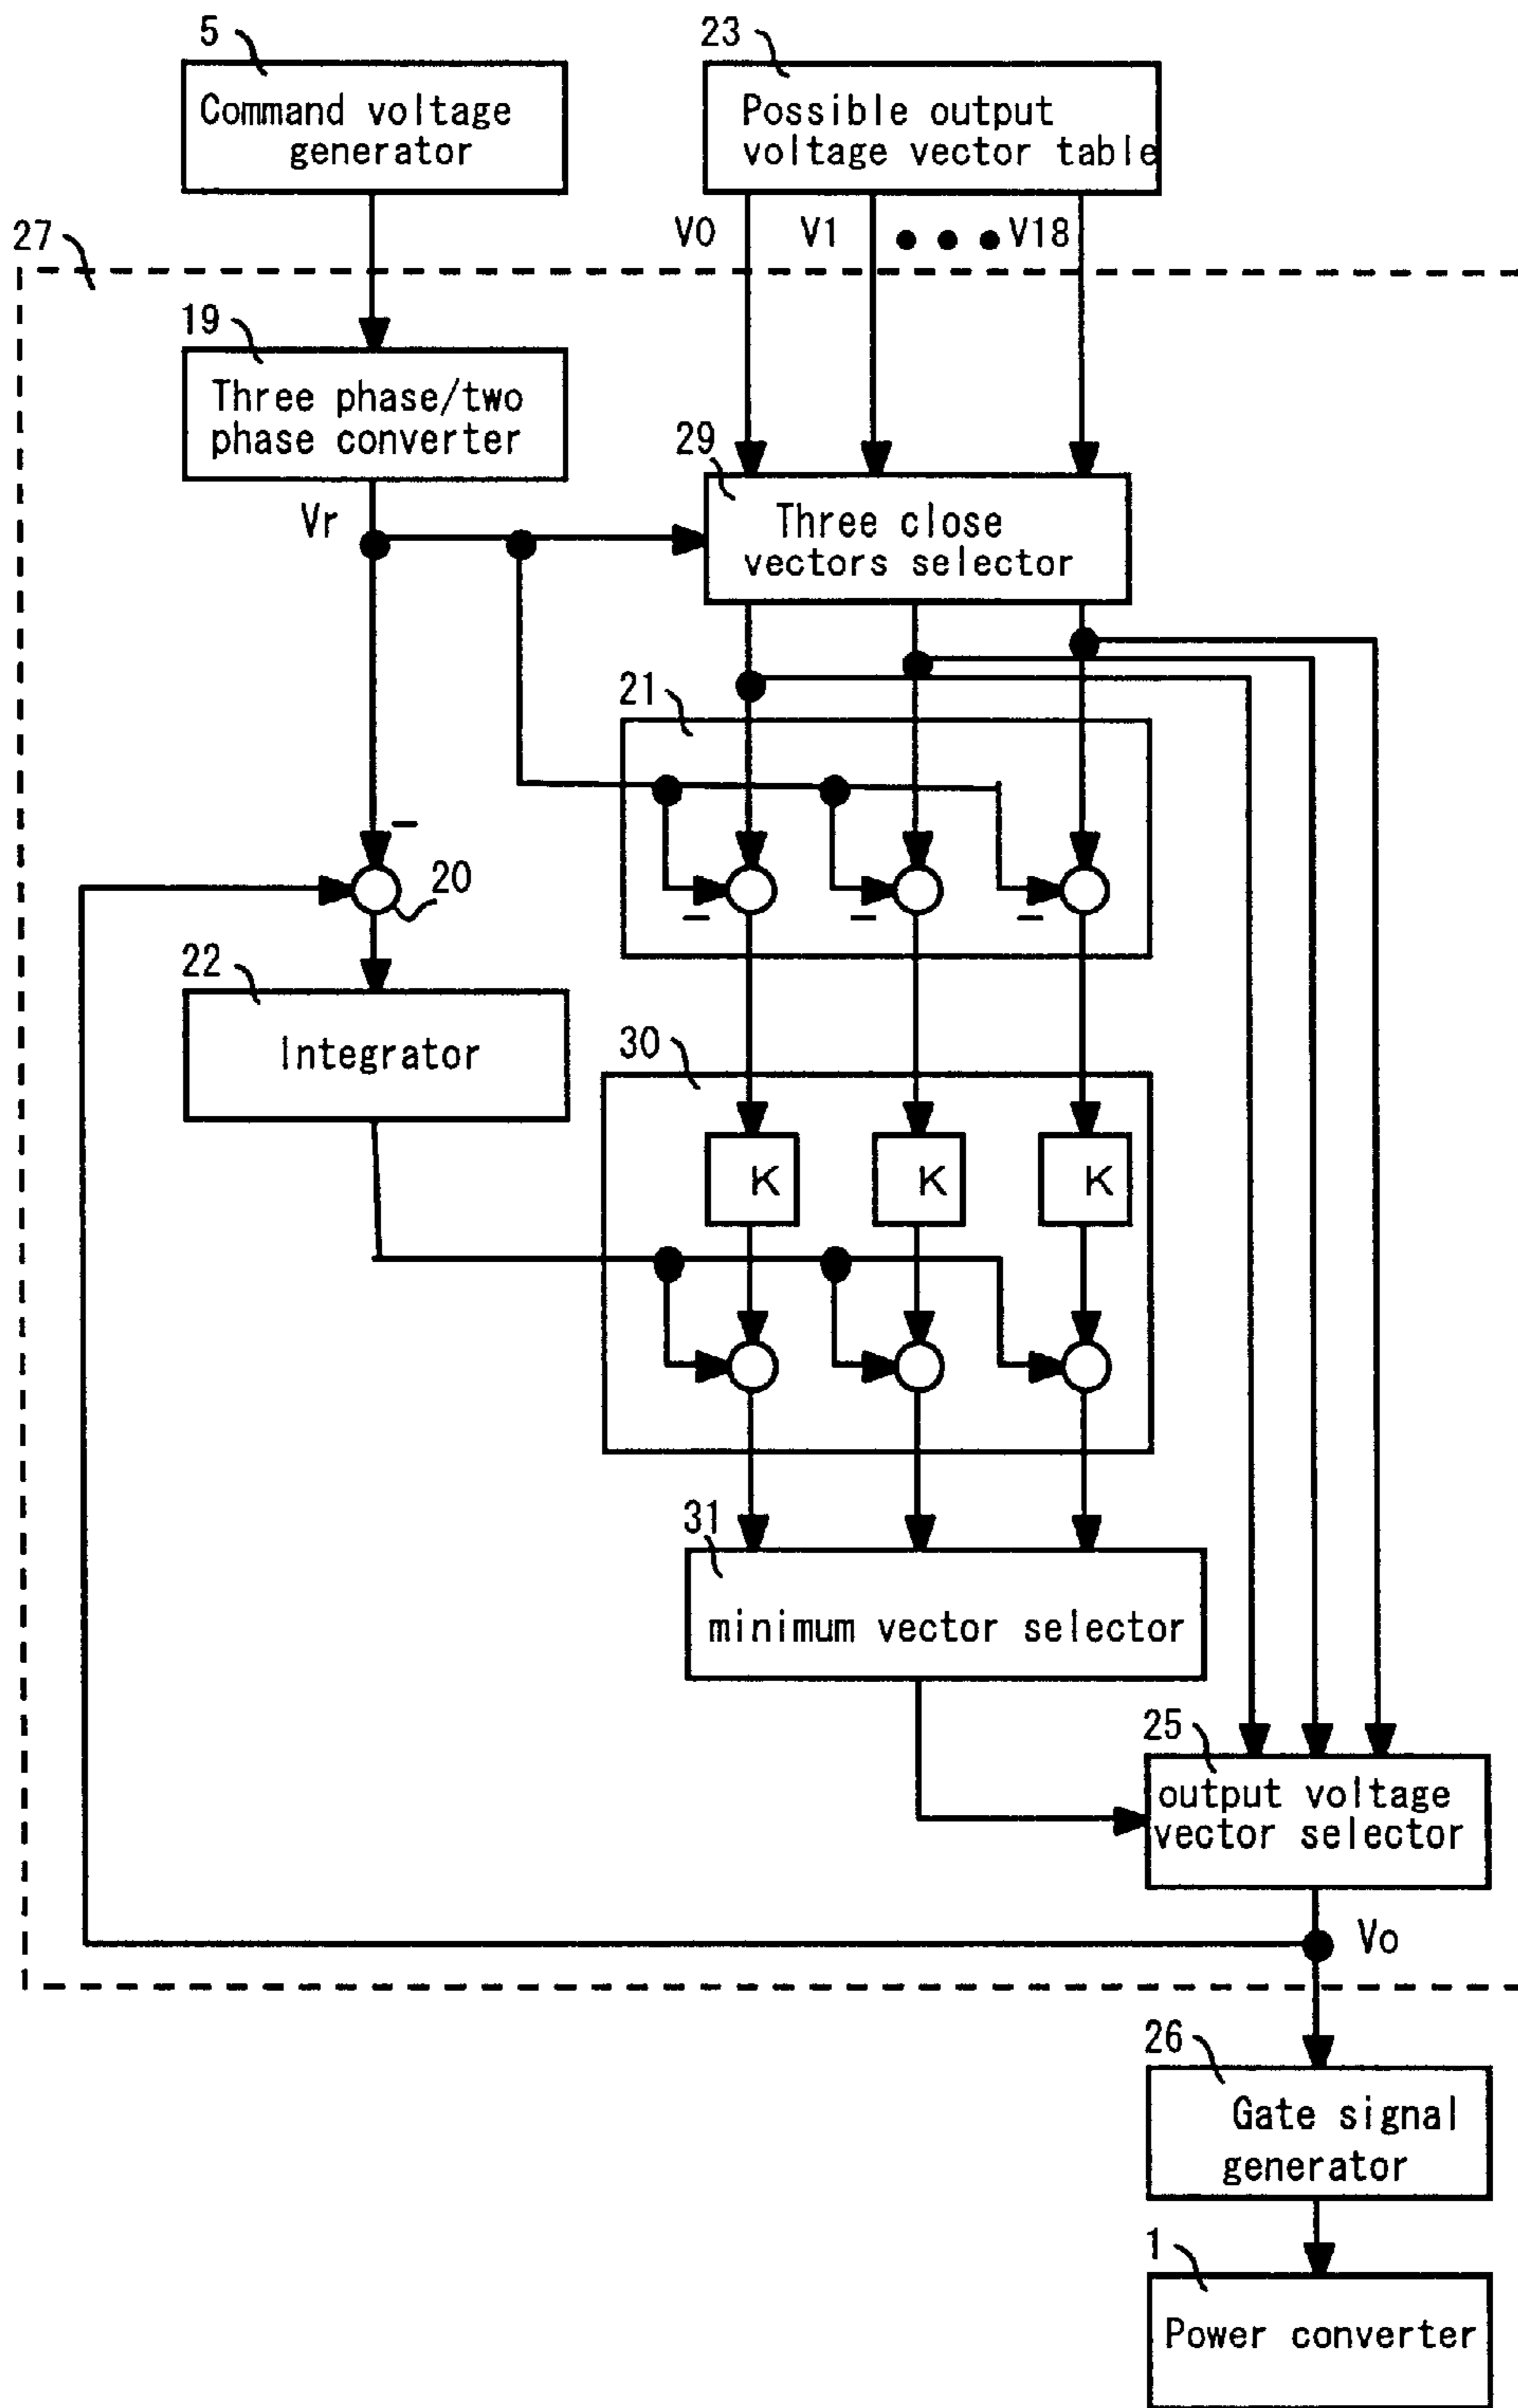 5
Command voltage
generator
23
Possible output
voltage vector table
V0
V1
V18
27
19
Three phase/two
phase converter
Vr
29
Three close
vectors selector
21
−
20
− − −
22
Integrator
30
K K K
31
minimum vector selector
25
output voltage
vector selector
Vo
26
Gate signal
generator
1
Power converter